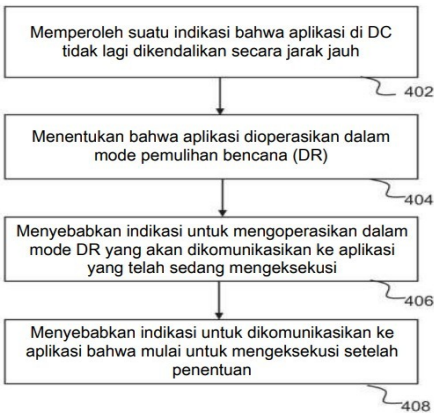 Memperoleh suatu indikasi bahwa aplikasi di DC
tidak lagi dikendalikan secara jarak jauh
402
Menentukan bahwa aplikasi dioperasikan dalam
mode pemulihan bencana (DR)
404
Menyebabkan indikasi untuk mengoperasikan dalam
mode DR yang akan dikomunikasikan ke aplikasi
yang telah sedang mengeksekusi
406
Menyebabkan indikasi untuk dikomunikasikan ke
aplikasi bahwa mulai untuk mengeksekusi setelah
penentuan
408